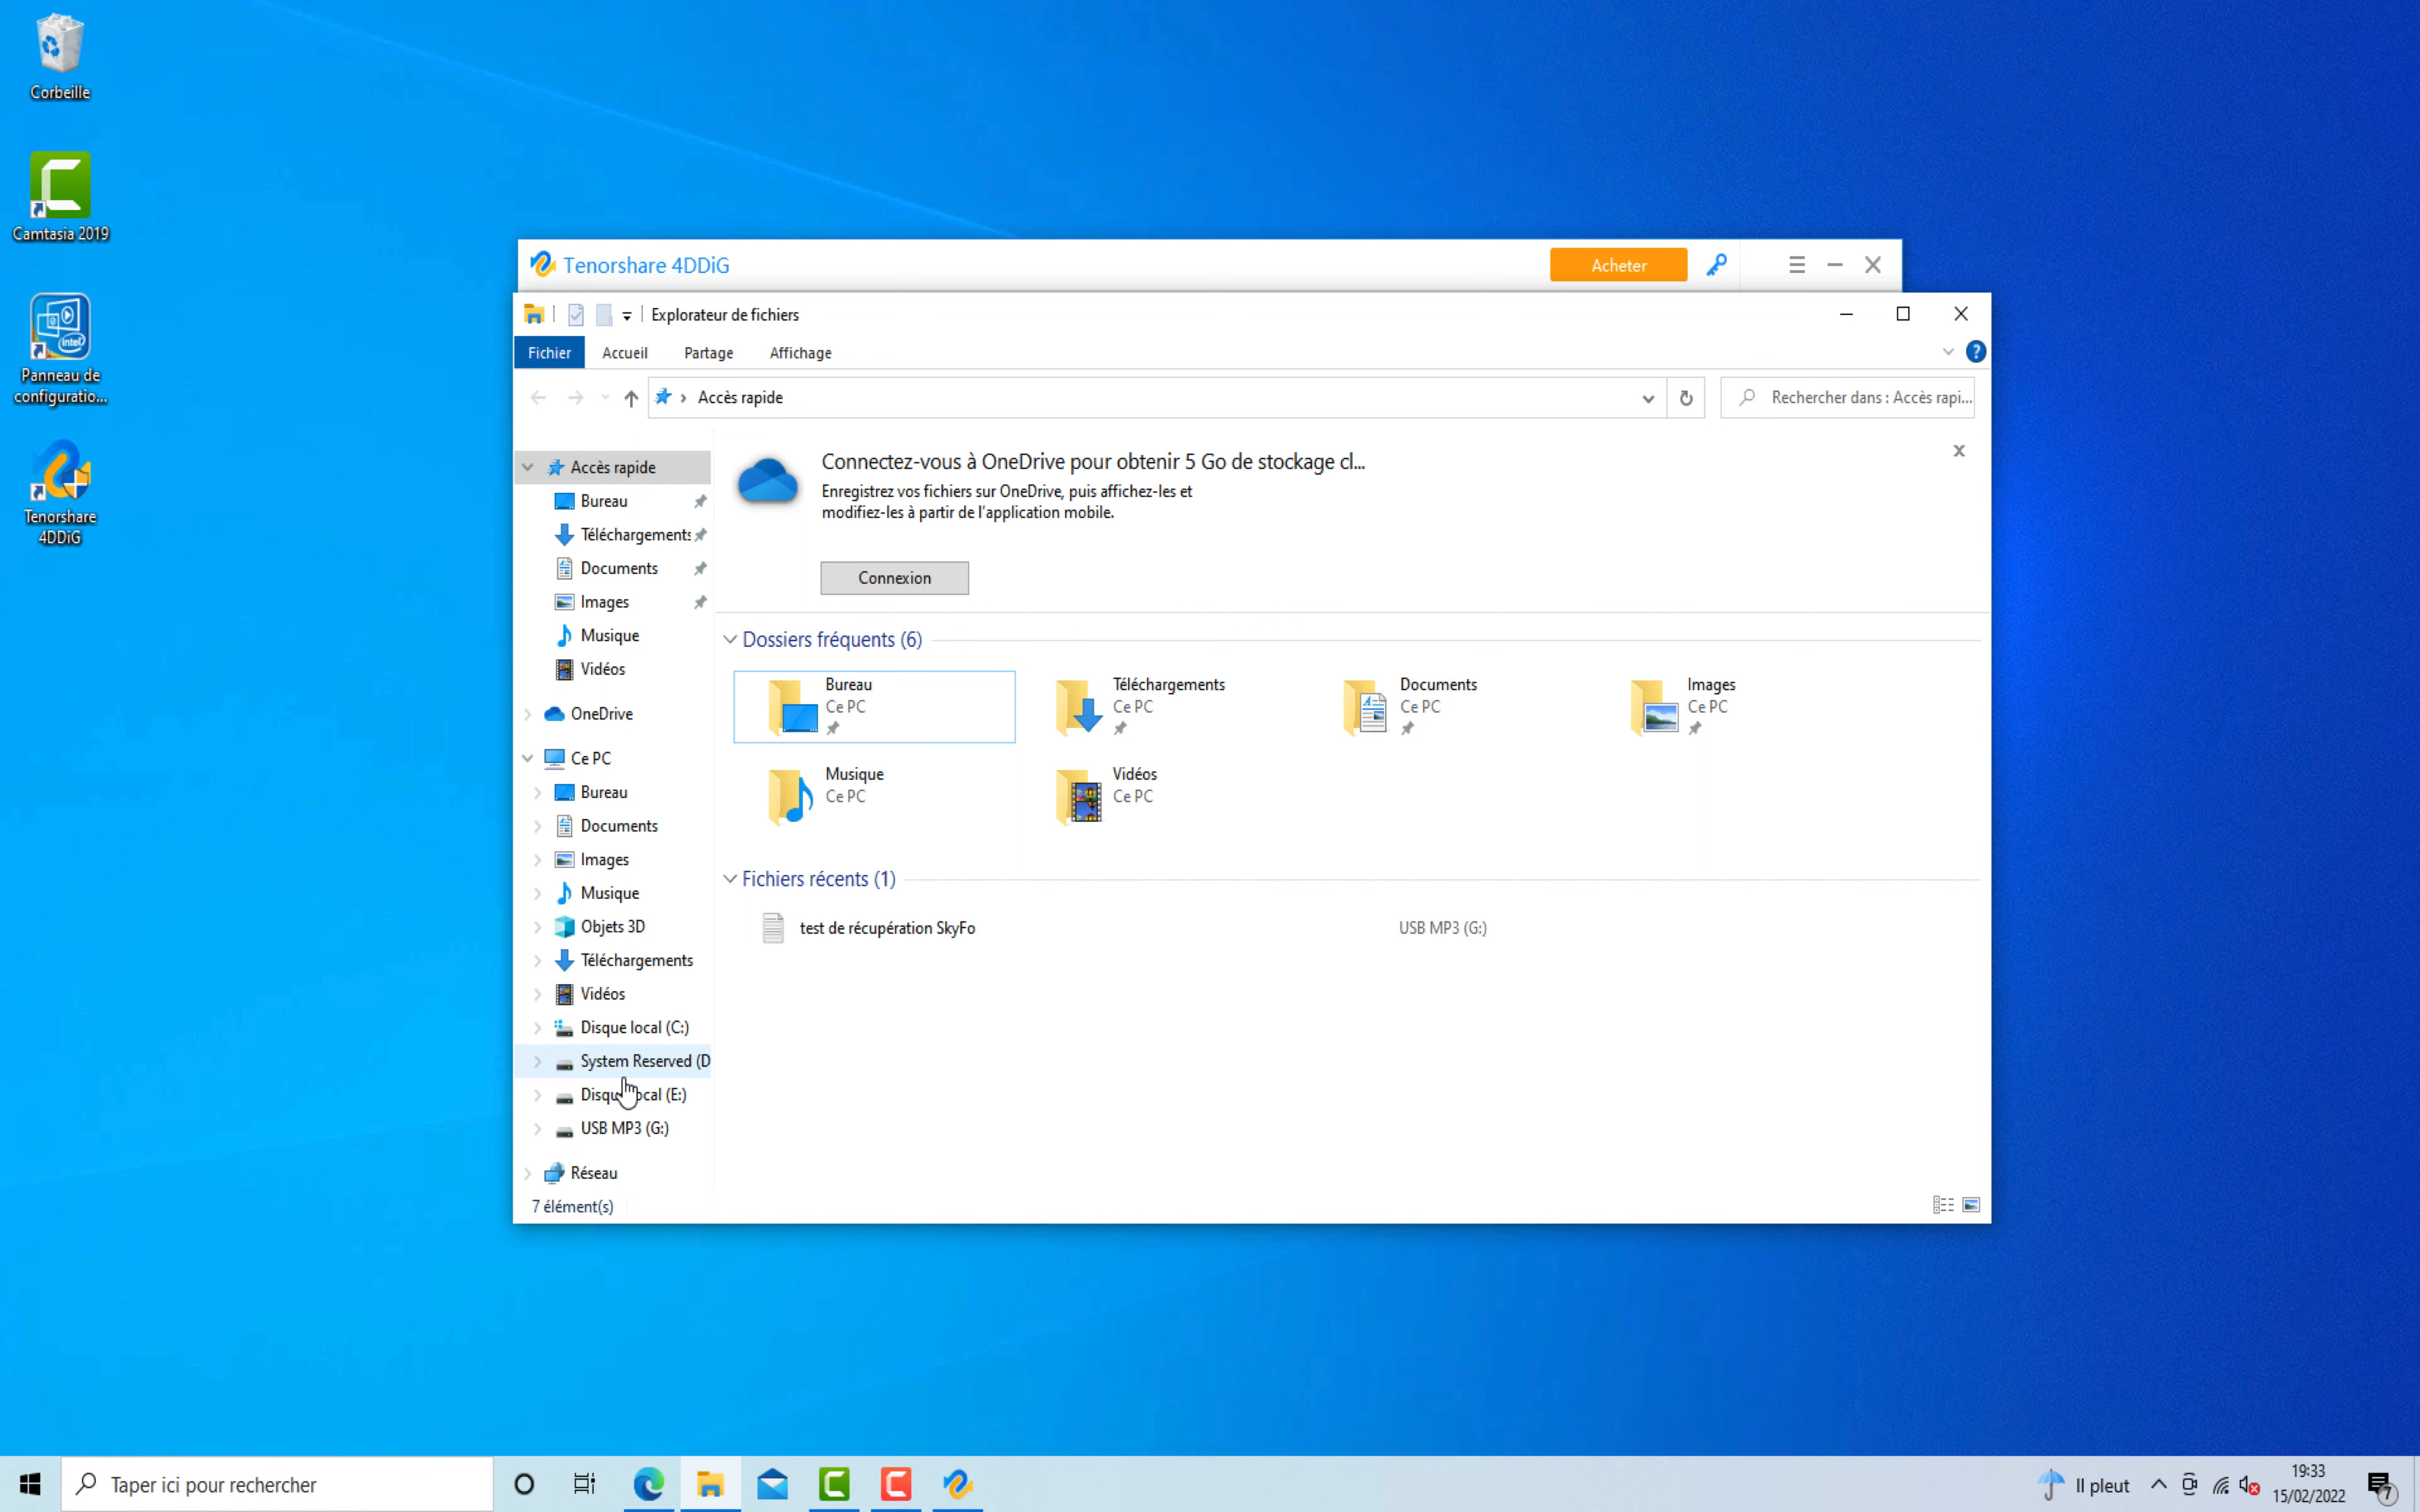 Corbeille
Camtasia 2019
Panneau de
configuratio...
Tenorshare
4DDiG
Tenorshare 4DDiG
Acheter
Explorateur de fichiers
Fichier
Accueil
Partage
Affichage
Accès rapide
Rechercher dans : Accès rapi...
Accès rapide
Bureau
Téléchargements
Documents
Images
Musique
Vidéos
OneDrive
Ce PC
Bureau
Documents
Images
Musique
Objets 3D
Téléchargements
Vidéos
Disque local (C:)
System Reserved (D
Disque local (E:)
USB MP3 (G:)
Réseau
7 élément(s)
Connectez-vous à OneDrive pour obtenir 5 Go de stockage cl...
Enregistrez vos fichiers sur OneDrive, puis affichez-les et
modifiez-les à partir de l'application mobile.
Connexion
Dossiers fréquents (6)
Bureau
Ce PC
Téléchargements
Ce PC
Documents
Ce PC
Images
Ce PC
Musique
Ce PC
Vidéos
Ce PC
Fichiers récents (1)
test de récupération SkyFo
USB MP3 (G:)
Taper ici pour rechercher
Il pleut
19:33
15/02/2022
7